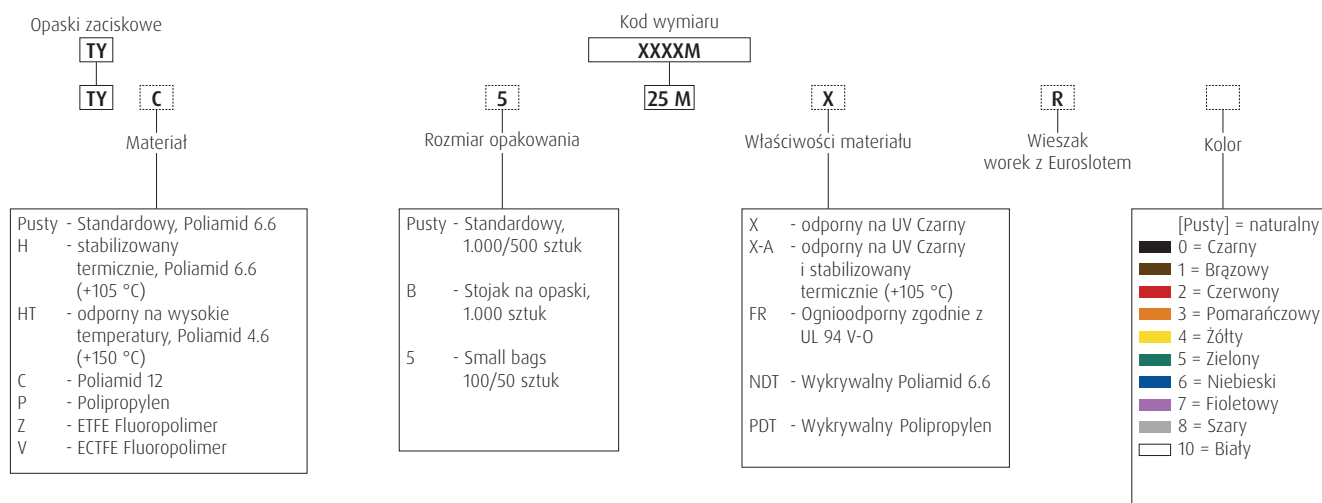 Opaski zaciskowe
TY
Kod wymiaru
XXXXM
TY
C
5
25 M
X
R
Materiał
Rozmiar opakowania
Właściwości materiału
Wieszak
worek z Euroslotem
Kolor
Pusty - Standardowy, Poliamid 6.6
H - stabilizowany
termicznie, Poliamid 6.6
(+105 °C)
HT - odporny na wysokie
temperatury, Poliamid 4.6
(+150 °C)
C - Poliamid 12
P - Polipropylen
Z - ETFE Fluoropolimer
V - ECTFE Fluoropolimer
Pusty - Standardowy,
1.000/500 sztuk
B - Stojak na opaski,
1.000 sztuk
5 - Small bags
100/50 sztuk
X - odporny na UV Czarny
X-A - odporny na UV Czarny
i stabilizowany
termicznie (+105 °C)
FR - Ognioodporny zgodnie z
UL 94 V-O
NDT - Wykrywalny Poliamid 6.6
PDT - Wykrywalny Polipropylen
[Pusty] = naturalny
0 = Czarny
1 = Brązowy
2 = Czerwony
3 = Pomarańczowy
4 = Żółty
5 = Zielony
6 = Niebieski
7 = Fioletowy
8 = Szary
10 = Biały